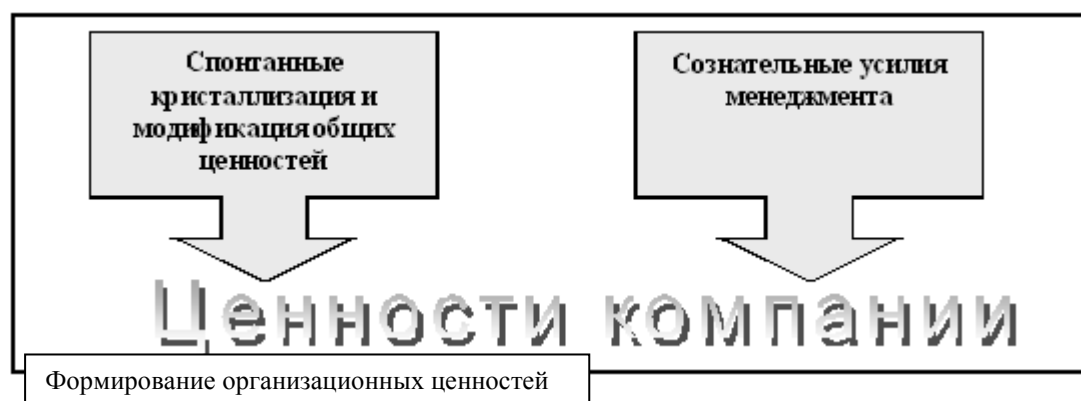 Спонтанные
кристаллизация и
модификация общих
ценностей
Сознательные усилия
менеджмента
Ценности компании
Формирование организационных ценностей